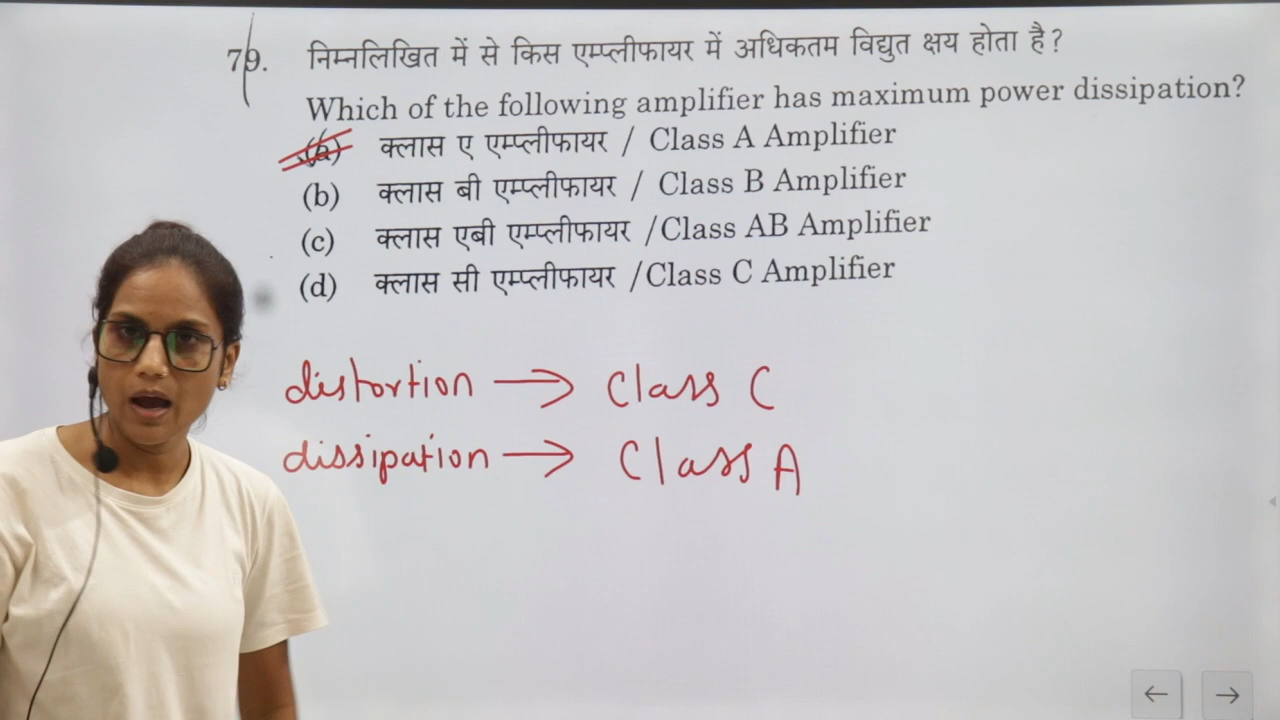 79. निम्नलिखित में से किस एम्प्लीफायर में अधिकतम विद्युत क्षय होता है?
Which of the following amplifier has maximum power dissipation?
(a) क्लास ए एम्प्लीफायर / Class A Amplifier
(b) क्लास बी एम्प्लीफायर / Class B Amplifier
(c) क्लास एबी एम्प्लीफायर /Class AB Amplifier
(d) क्लास सी एम्प्लीफायर /Class C Amplifier
distortion → Class C
dissipation → Class A